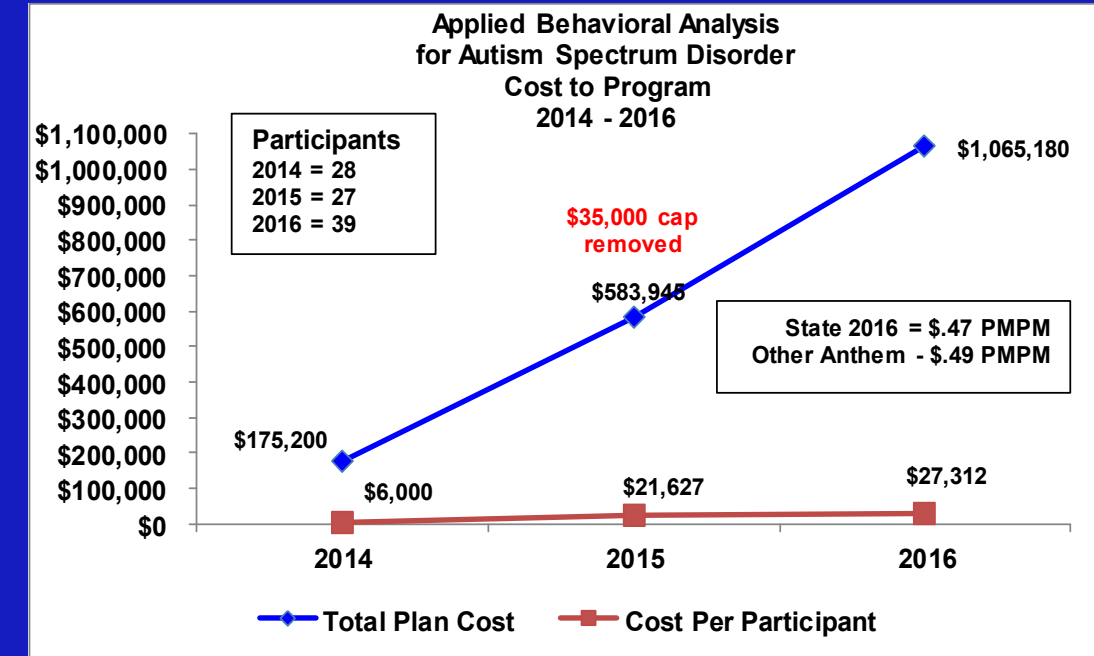 Applied Behavioral Analysis
for Autism Spectrum Disorder
Cost to Program
2014 - 2016
$1,100,000
$1,000,000
$900,000
$800,000
$700,000
$600,000
$500,000
$400,000
$300,000
$200,000
$100,000
$0
Participants
2014 = 28
2015 = 27
2016 = 39
$35,000 cap
removed
$1,065,180
$583,945
$175,200
State 2016 = $.47 PMPM
Other Anthem - $.49 PMPM
$6,000
$21,627
$27,312
2014
2015
2016
Total Plan Cost
Cost Per Participant